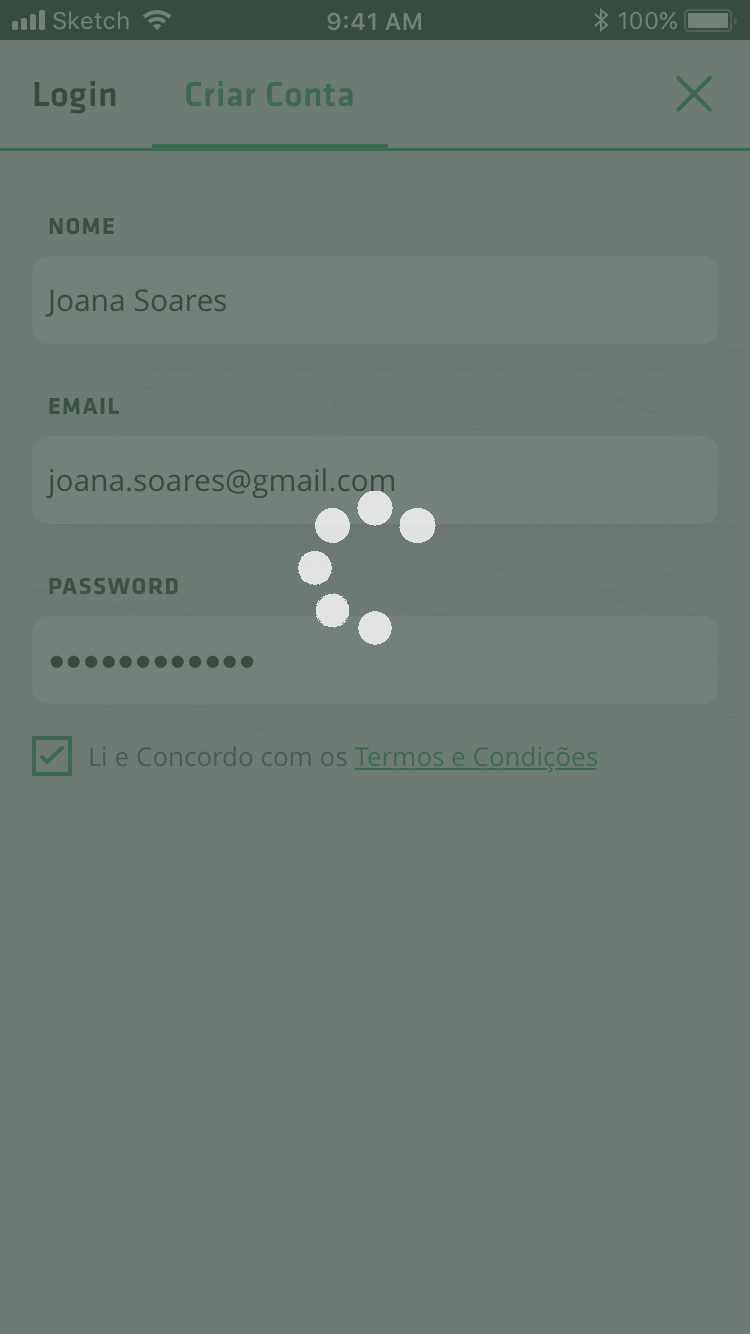 Sketch 9:41 AM 100%
Login Criar Conta
NOME
Joana Soares
EMAIL
joana.soares@gmail.com
PASSWORD
●●●●●●●●●●●●
Li e Concordo com os Termos e Condições